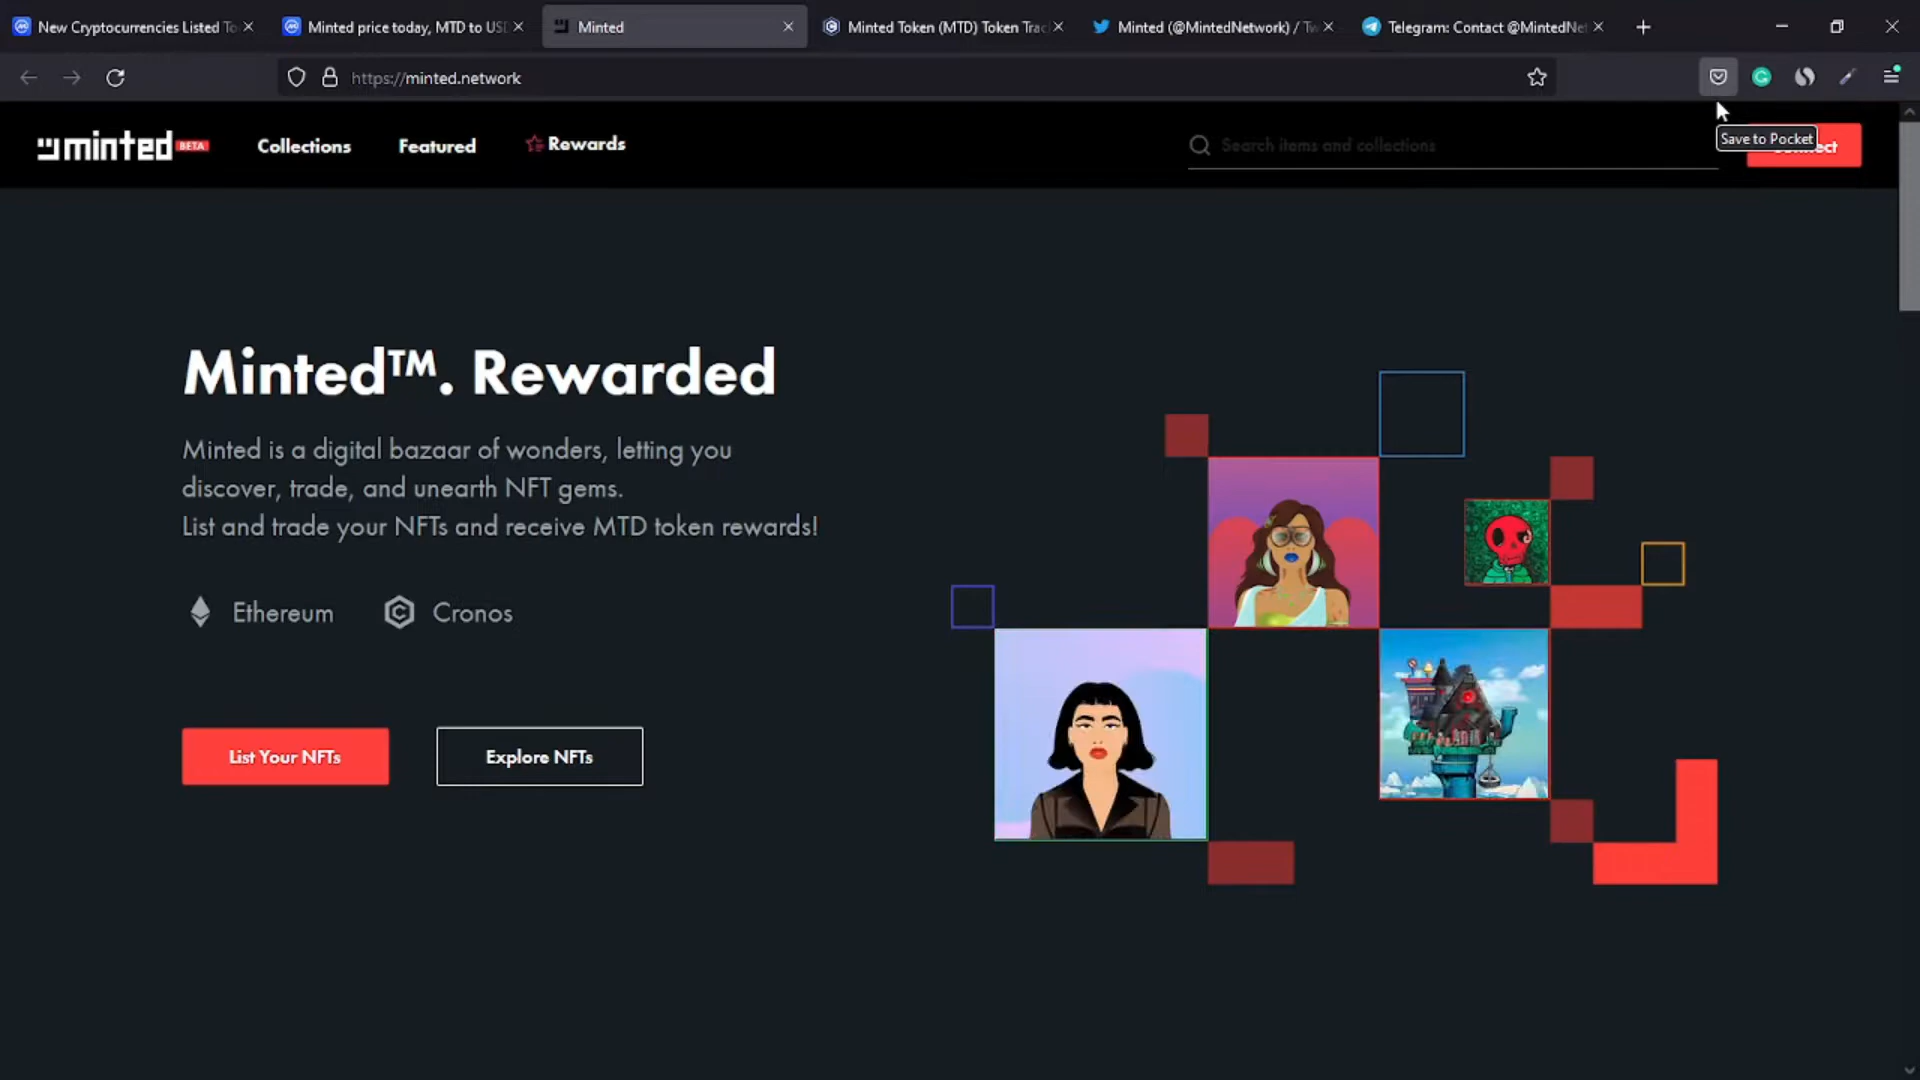 New Cryptocurrencies Listed To
Minted price today, MTD to USD
Minted
Minted Token (MTD) Token Trac
Minted (@MintedNetwork) / Tw
Telegram: Contact @MintedNet
https://minted.network
minted BETA
Collections
Featured
Rewards
Search items and collections
Save to Pocket
Minted™. Rewarded
Minted is a digital bazaar of wonders, letting you
discover, trade, and unearth NFT gems.
List and trade your NFTs and receive MTD token rewards!
Ethereum
Cronos
List Your NFTs
Explore NFTs